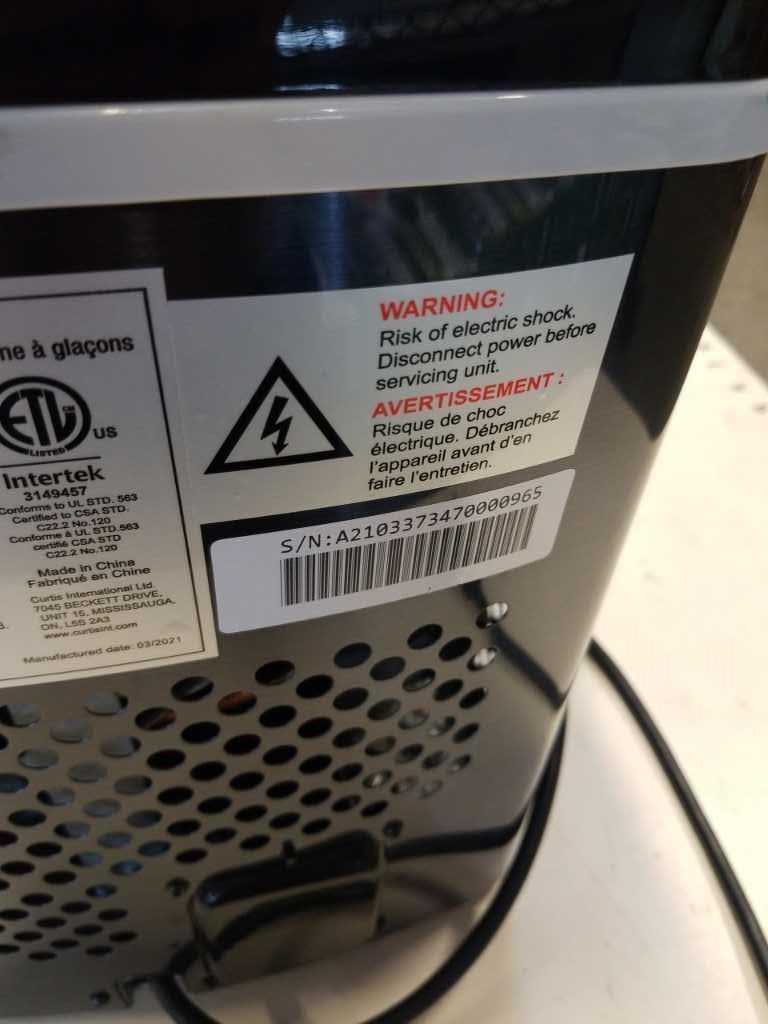 ne à glaçons
ETL CM
US
LISTED
Intertek
3149457
Conforms to UL STD. 563
Certified to CSA STD.
C22.2 No.120
Conforme à UL STD.563
certifié CSA STD
C22.2 No.120
Made in China
Fabriqué en Chine
Curtis International Ltd.
7045 BECKETT DRIVE,
UNIT 15, MISSISSAUGA,
ON, L5S 2A3
www.curtisint.com
Manufactured date: 03/2021
WARNING:
Risk of electric shock.
Disconnect power before
servicing unit.
AVERTISSEMENT :
Risque de choc
électrique. Débranchez
l'appareil avant d'en
faire l'entretien.
S/N:A2103373470000965